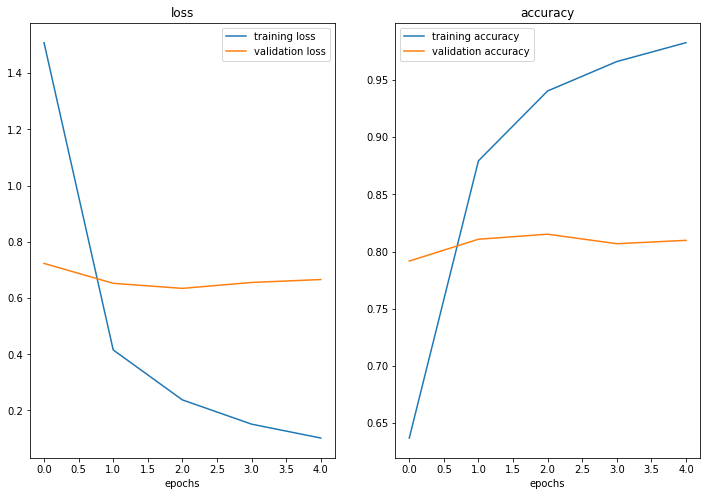 loss
training loss
validation loss
1.4
1.2
1.0
0.8
0.6
0.4
0.2
0.0 0.5 1.0 1.5 2.0 2.5 3.0 3.5 4.0
epochs
accuracy
training accuracy
validation accuracy
0.95
0.90
0.85
0.80
0.75
0.70
0.65
0.0 0.5 1.0 1.5 2.0 2.5 3.0 3.5 4.0
epochs